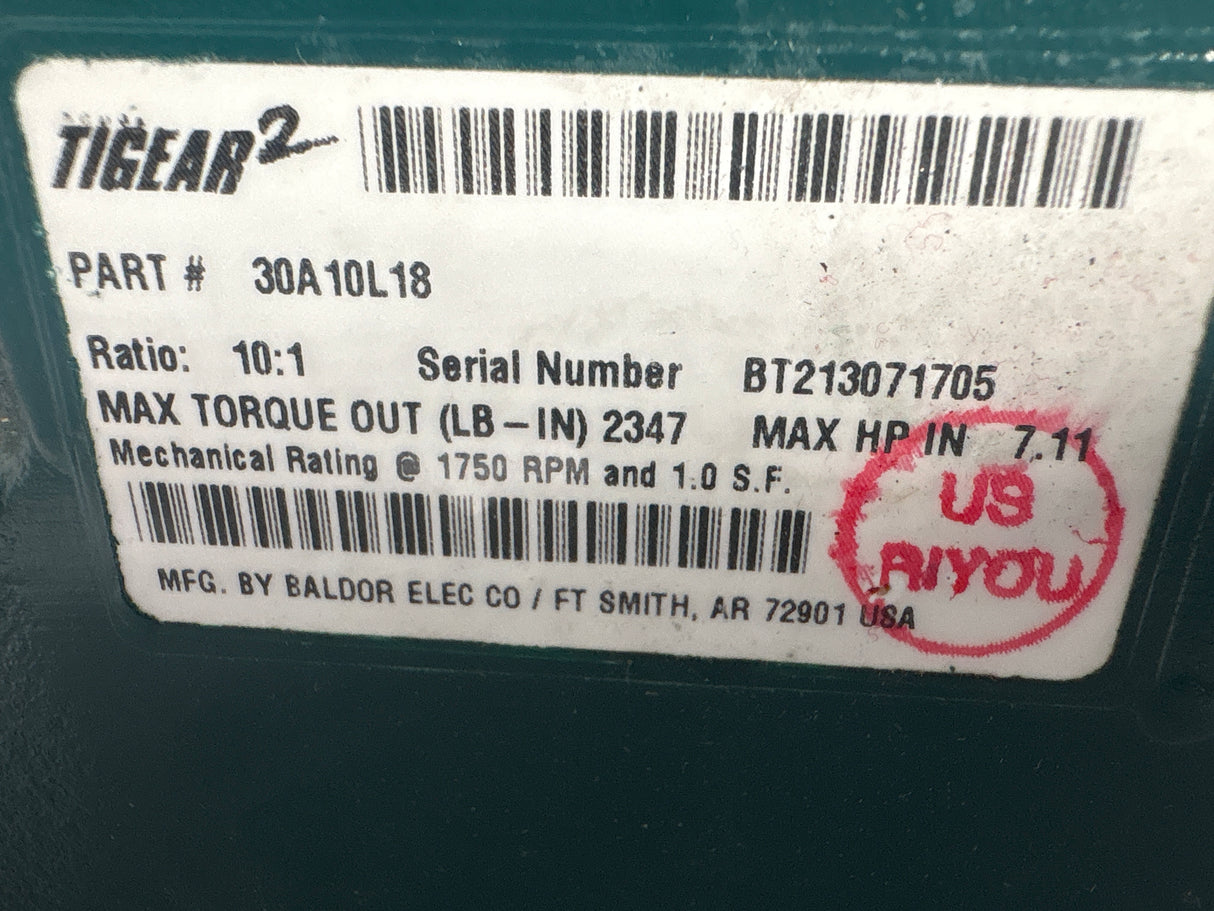 TIGEAR2
PART # 30A10L18
Ratio: 10:1 Serial Number BT213071705
MAX TORQUE OUT (LB-IN) 2347 MAX HP IN 7.11
Mechanical Rating @ 1750 RPM and 1.0 S.F.
US
AIYOU
MFG. BY BALDOR ELEC CO / FT SMITH, AR 72901 USA